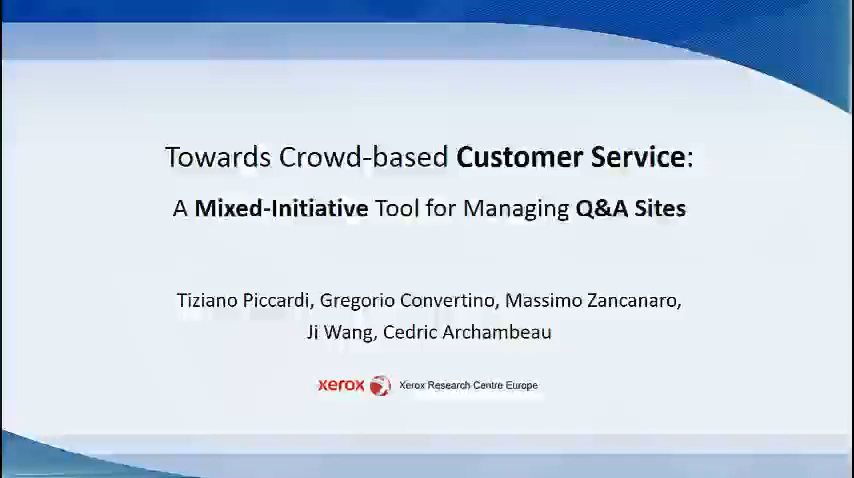 Towards Crowd-based Customer Service:
A Mixed-Initiative Tool for Managing Q&A Sites
Tiziano Piccardi, Gregorio Convertino, Massimo Zancanaro,
Ji Wang, Cedric Archambeau
xerox Xerox Research Centre Europe